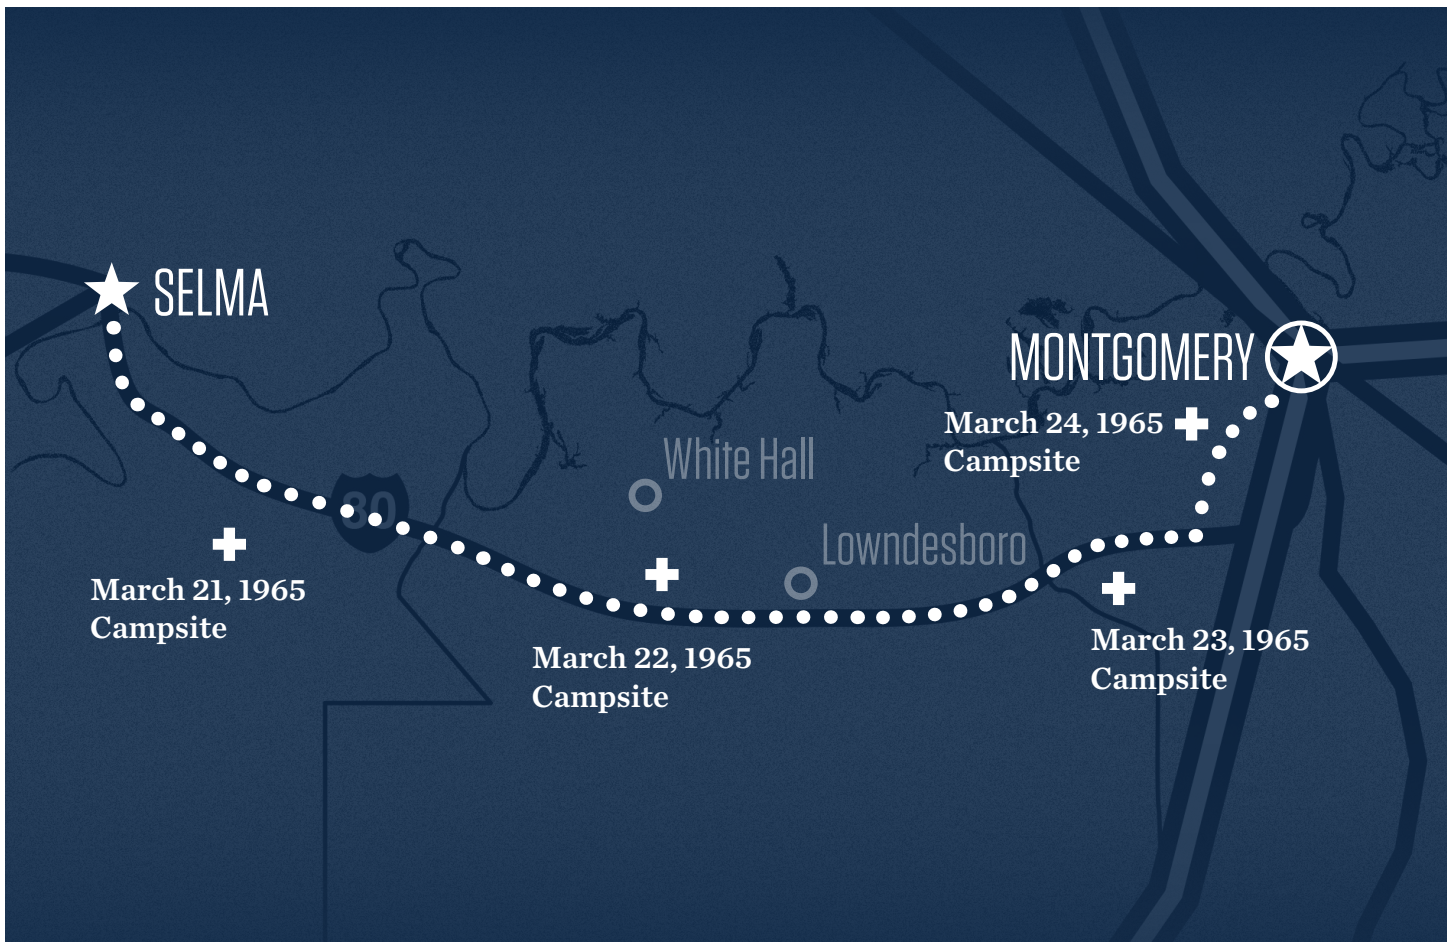 SELMA
MONTGOMERY
March 24, 1965
Campsite
White Hall
80
Lowndesboro
March 21, 1965
Campsite
March 22, 1965
Campsite
March 23, 1965
Campsite